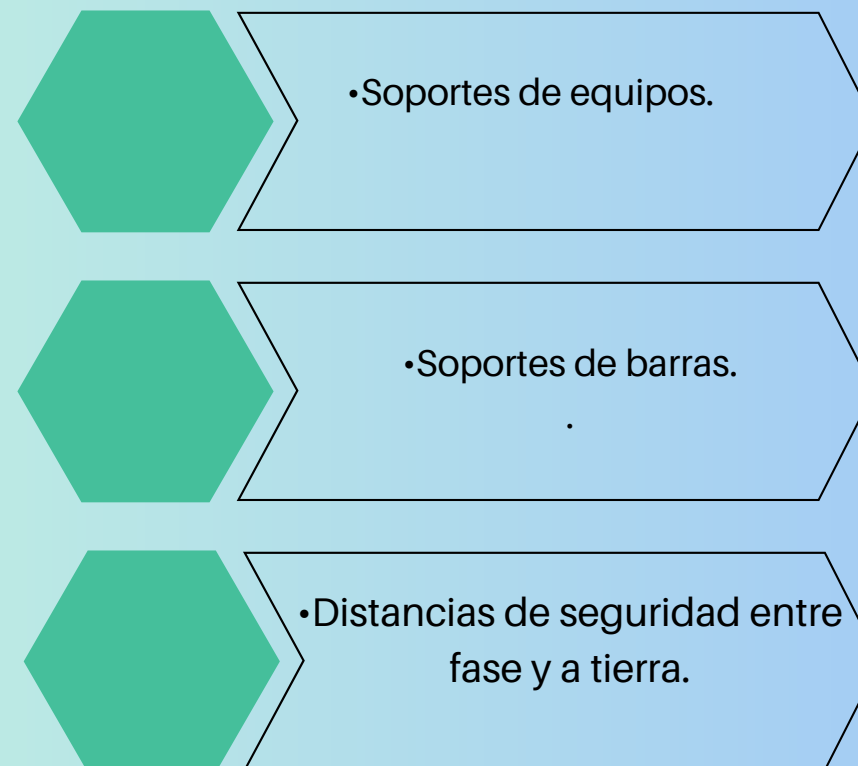 •Soportes de equipos.
•Soportes de barras.
.
•Distancias de seguridad entre
fase y a tierra.